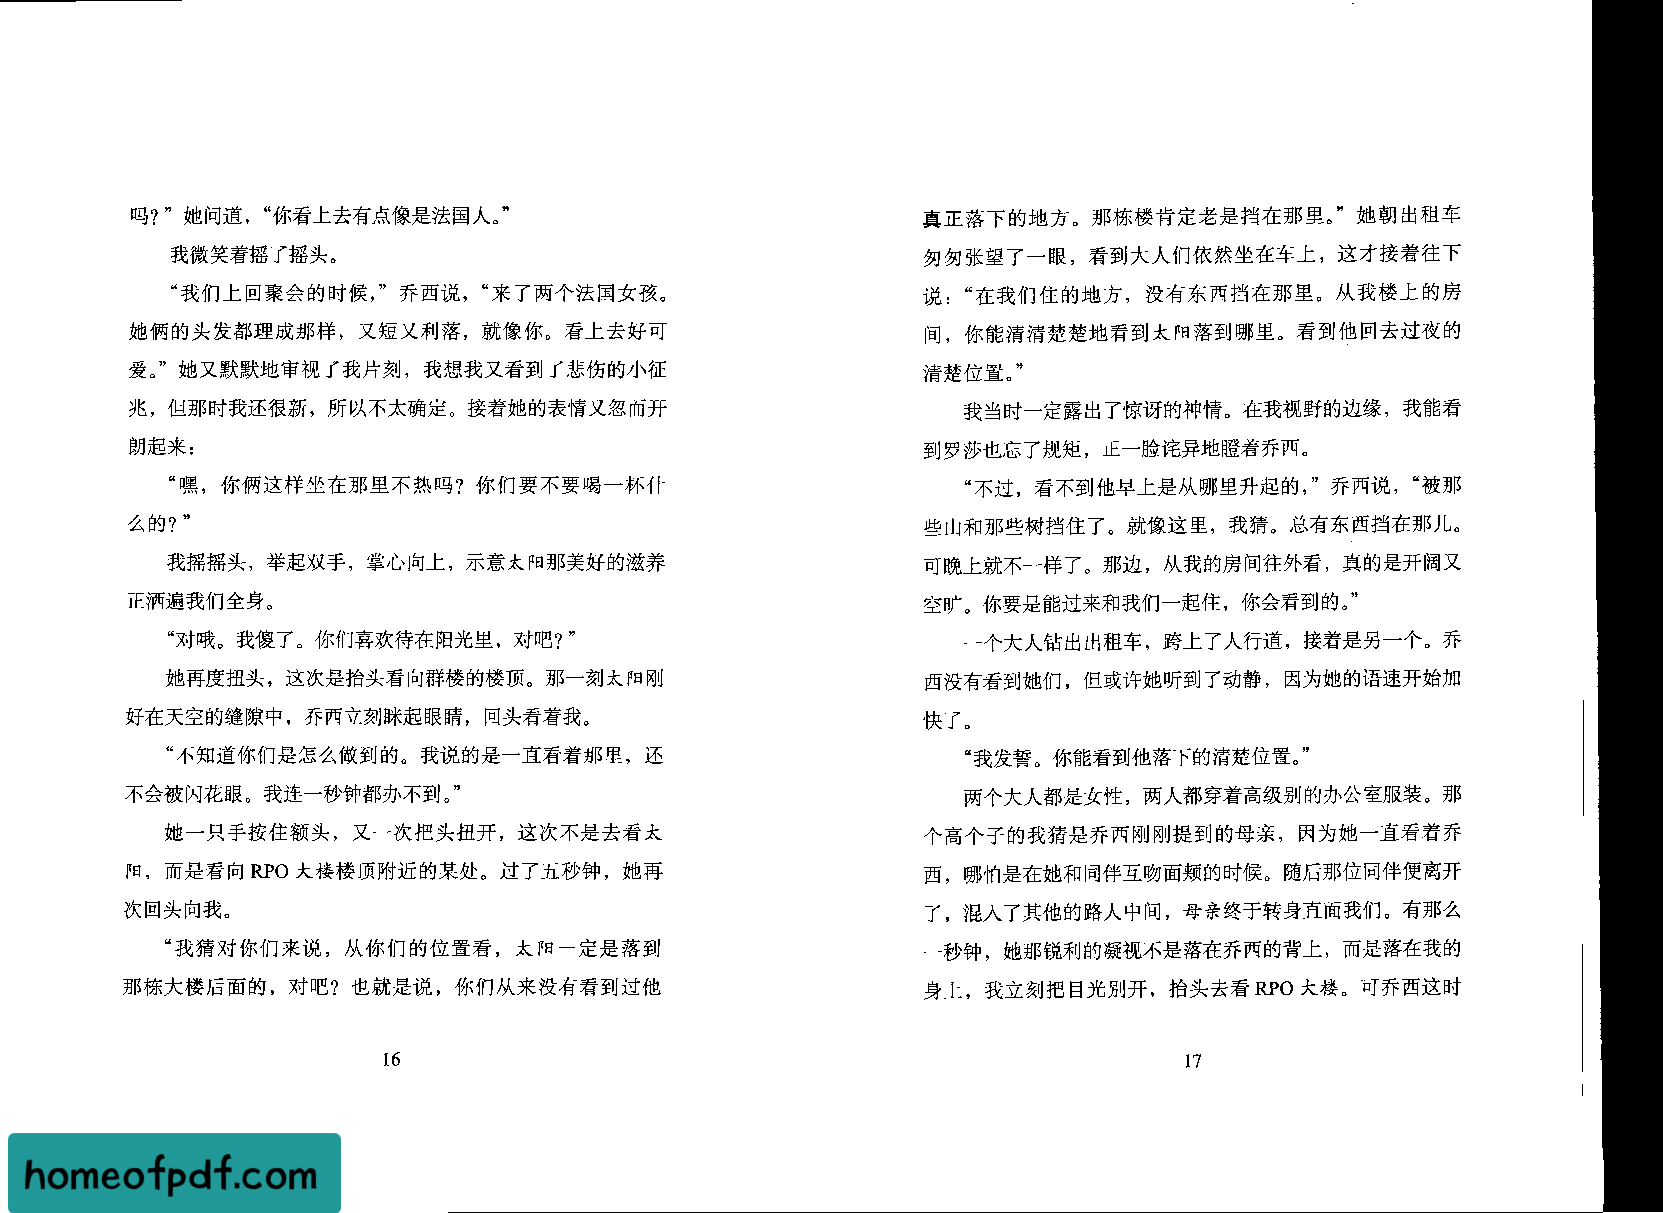 吗？”她问道，“你看上去有点像是法国人。”
我微笑着摇了摇头。
“我们上回聚会的时候，”乔西说，“来了两个法国女孩。
她俩的头发都理成那样，又短又利落，就像你。看上去好可
爱。”她又默默地审视了我片刻，我想我又看到了悲伤的小征
兆，但那时我还很新，所以不太确定。接着她的表情又忽而开
朗起来：
“嘿，你俩这样坐在那里不热吗？你们要不要喝一杯什
么的？”
我摇摇头，举起双手，掌心向上，示意太阳那美好的滋养
正洒遍我们全身。
“对哦。我傻了。你们喜欢待在阳光里，对吧？”
她再度扭头，这次是抬头看向群楼的楼顶。那一刻太阳刚
好在天空的缝隙中，乔西立刻眯起眼睛，回头看着我。
“不知道你们是怎么做到的。我说的是一直看着那里，还
不会被闪花眼。我连一秒钟都办不到。”
她一只手按住额头，又一次把头扭开，这次不是去看太
阳，而是看向 RPO 大楼楼顶附近的某处。过了五秒钟，她再
次回头向我。
“我猜对你们来说，从你们的位置看，太阳一定是落到
那栋大楼后面的，对吧？也就是说，你们从来没有看到过他
16
真正落下的地方。那栋楼肯定老是挡在那里。”她朝出租车
匆匆张望了一眼，看到大人们依然坐在车上，这才接着往下
说：“在我们住的地方，没有东西挡在那里。从我楼上的房
间，你能清清楚楚地看到太阳落到哪里。看到他回去过夜的
清楚位置。”
我当时一定露出了惊讶的神情。在我视野的边缘，我能看
到罗莎也忘了规矩，正一脸诧异地瞪着乔西。
“不过，看不到他早上是从哪里升起的，”乔西说，“被那
些山和那些树挡住了。就像这里，我猜。总有东西挡在那儿。
可晚上就不一样了。那边，从我的房间往外看，真的是开阔又
空旷。你要是能过来和我们一起住，你会看到的。”
一个大人钻出出租车，跨上了人行道，接着是另一个。乔
西没有看到她们，但或许她听到了动静，因为她的语速开始加
快了。
“我发誓。你能看到他落下的清楚位置。”
两个大人都是女性，两人都穿着高级别的办公室服装。那
个高个子的我猜是乔西刚刚提到的母亲，因为她一直看着乔
西，哪怕是在她和同伴互吻面颊的时候。随后那位同伴便离开
了，混入了其他的路人中间，母亲终于转身直面我们。有那么
一秒钟，她那锐利的凝视不是落在乔西的背上，而是落在我的
身上，我立刻把目光别开，抬头去看 RPO 大楼。可乔西这时
17
homeofpdf.com